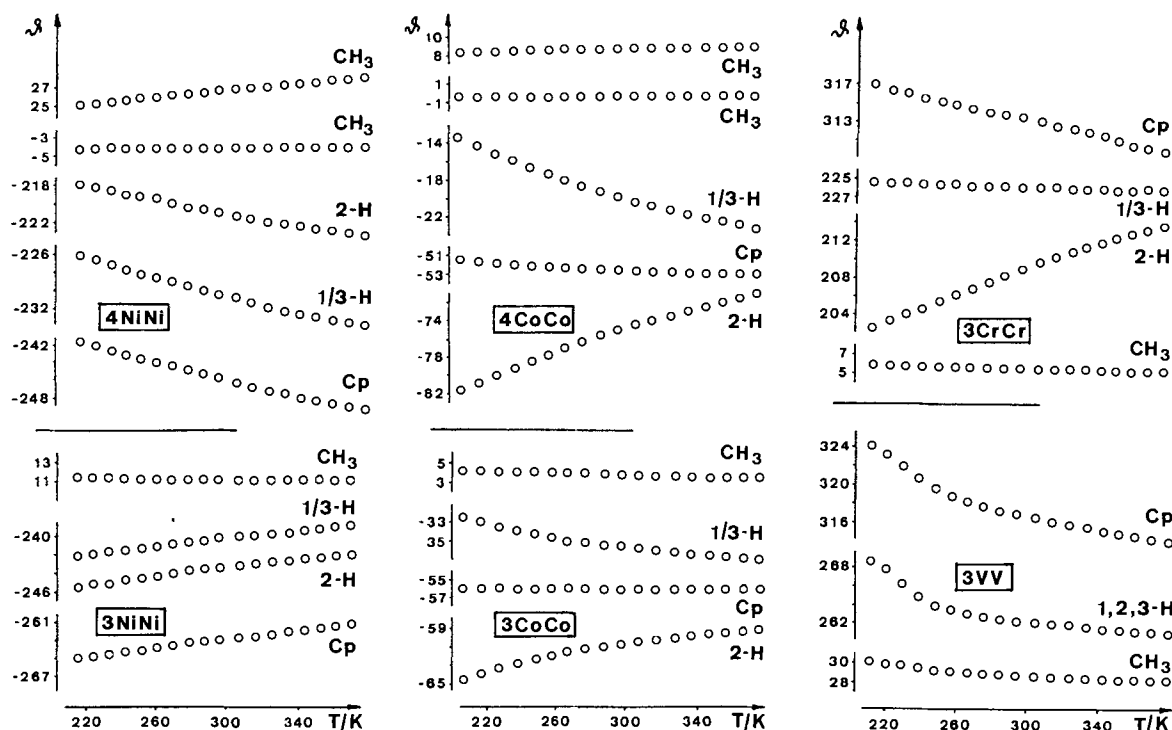 ϑ
CH₃
27
25
CH₃
-3
-5
-218
2-H
-222
-226
1/3-H
-232
4NiNi
-242
Cp
-248
CH₃
13
11
1/3-H
-240
2-H
-246
3NiNi
-261
Cp
-267
220 260 300 340 T/K
ϑ
10
8
CH₃
1
-1
CH₃
-14
-18
1/3-H
-22
Cp
-51
-53
4CoCo
-74
2-H
-78
-82
CH₃
5
3
-33
1/3-H
35
-55
-57
Cp
3CoCo
-59
2-H
-65
220 260 300 340 T/K
ϑ
317
Cp
313
225
227
1/3-H
2-H
212
208
3CrCr
204
CH₃
7
5
324
320
Cp
316
268
3VV
1,2,3-H
262
CH₃
30
28
220 260 300 340 T/K